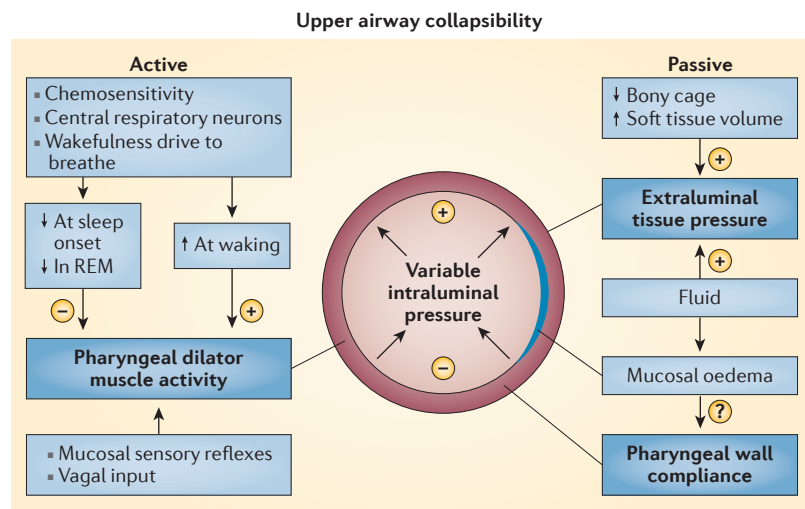 Upper airway collapsibility
Active
▪ Chemosensitivity
▪ Central respiratory neurons
▪ Wakefulness drive to
breathe
↓ At sleep
onset
↓ In REM
↑ At waking
−
+
Pharyngeal dilator
muscle activity
▪ Mucosal sensory reflexes
▪ Vagal input
+
Variable
intraluminal
pressure
−
Passive
↓ Bony cage
↑ Soft tissue volume
+
Extraluminal
tissue pressure
+
Fluid
Mucosal oedema
?
Pharyngeal wall
compliance